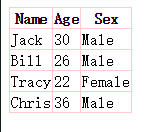 Name Age Sex
Jack 30 Male
Bill 26 Male
Tracy 22 Female
Chris 36 Male